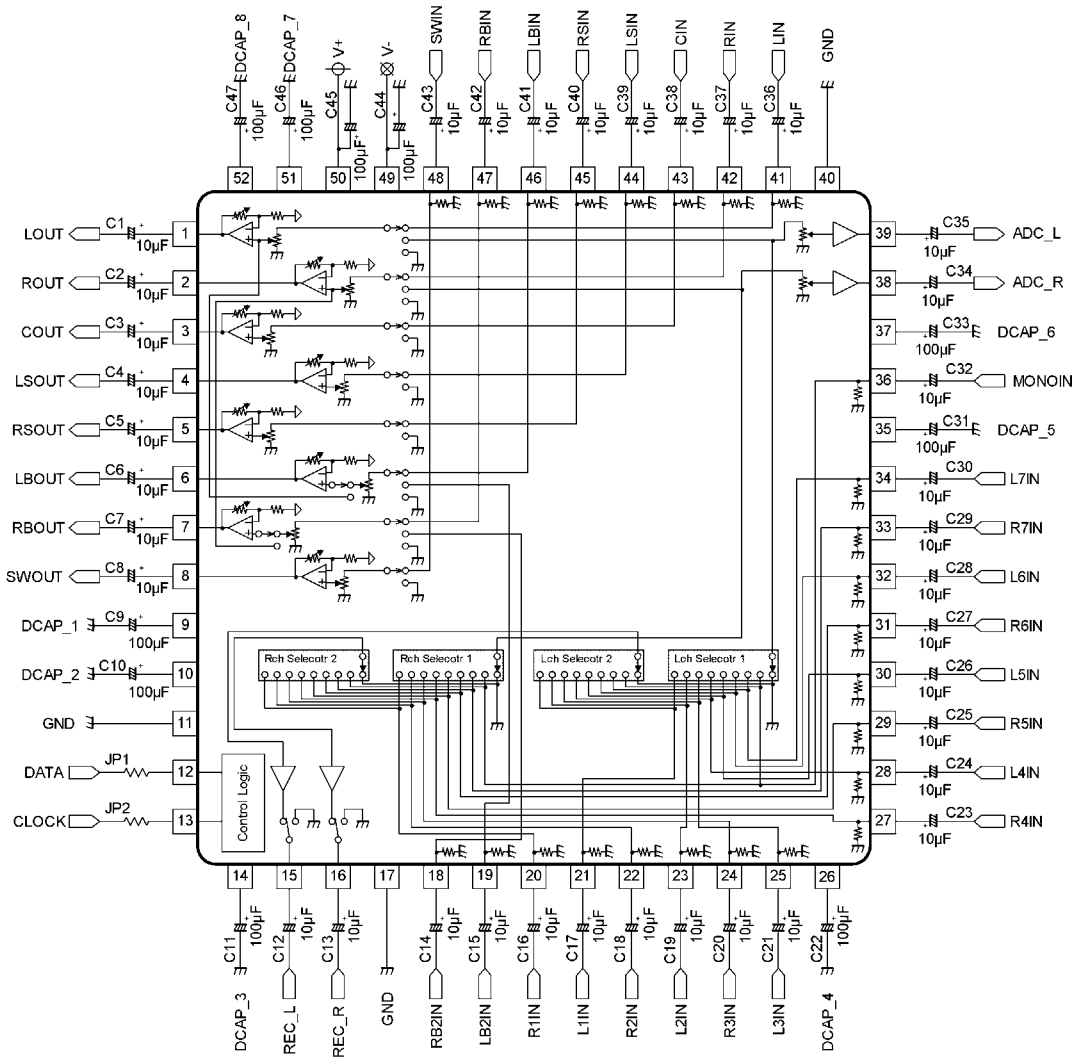 DCAP_8
DCAP_7
V+
V-
SWIN
RBIN
LBIN
RSIN
LSIN
CIN
RIN
LIN
GND
C47
100µF
C46
100µF
C45
100µF
C44
100µF
C43
10µF
C42
10µF
C41
10µF
C40
10µF
C39
10µF
C38
10µF
C37
10µF
C36
10µF
52
51
50
49
48
47
46
45
44
43
42
41
40
LOUT
C1
10µF
1
ROUT
C2
10µF
2
COUT
C3
10µF
3
LSOUT
C4
10µF
4
RSOUT
C5
10µF
5
LBOUT
C6
10µF
6
RBOUT
C7
10µF
7
SWOUT
C8
10µF
8
DCAP_1
C9
100µF
9
DCAP_2
C10
100µF
10
GND
11
DATA
JP1
12
CLOCK
JP2
13
Control Logic
Rch Selecotr 2
Rch Selecotr 1
Lch Selecotr 2
Lch Selecotr 1
39
C35
10µF
ADC_L
38
C34
10µF
ADC_R
37
C33
100µF
DCAP_6
36
C32
10µF
MONOIN
35
C31
100µF
DCAP_5
34
C30
10µF
L7IN
33
C29
10µF
R7IN
32
C28
10µF
L6IN
31
C27
10µF
R6IN
30
C26
10µF
L5IN
29
C25
10µF
R5IN
28
C24
10µF
L4IN
27
C23
10µF
R4IN
14
15
16
17
18
19
20
21
22
23
24
25
26
C11
100µF
C12
10µF
C13
10µF
C14
10µF
C15
10µF
C16
10µF
C17
10µF
C18
10µF
C19
10µF
C20
10µF
C21
10µF
C22
100µF
DCAP_3
REC_L
REC_R
GND
RB2IN
LB2IN
R1IN
L1IN
R2IN
L2IN
R3IN
L3IN
DCAP_4